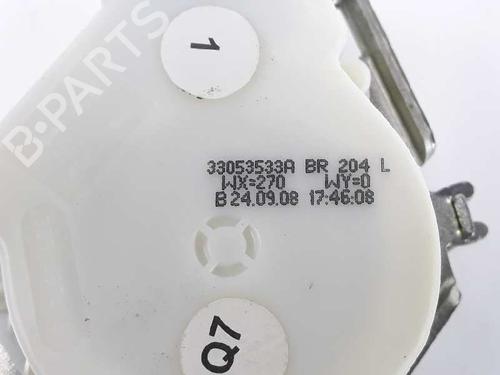 1
33053533A BR 204 L
WX=270 WY=0
B 24.09.08 17:46:08
Q7
B-PARTS